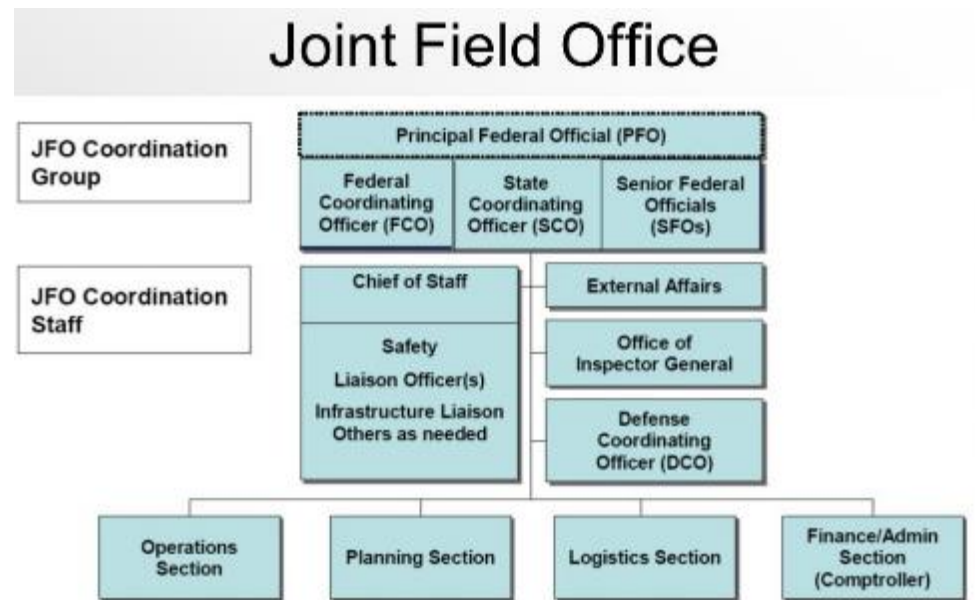 Joint Field Office
JFO Coordination
Group
Principal Federal Official (PFO)
Federal
Coordinating
Officer (FCO)
State
Coordinating
Officer (SCO)
Senior Federal
Officials
(SFOs)
JFO Coordination
Staff
Chief of Staff
Safety
Liaison Officer(s)
Infrastructure Liaison
Others as needed
External Affairs
Office of
Inspector General
Defense
Coordinating
Officer (DCO)
Operations
Section
Planning Section
Logistics Section
Finance/Admin
Section
(Comptroller)